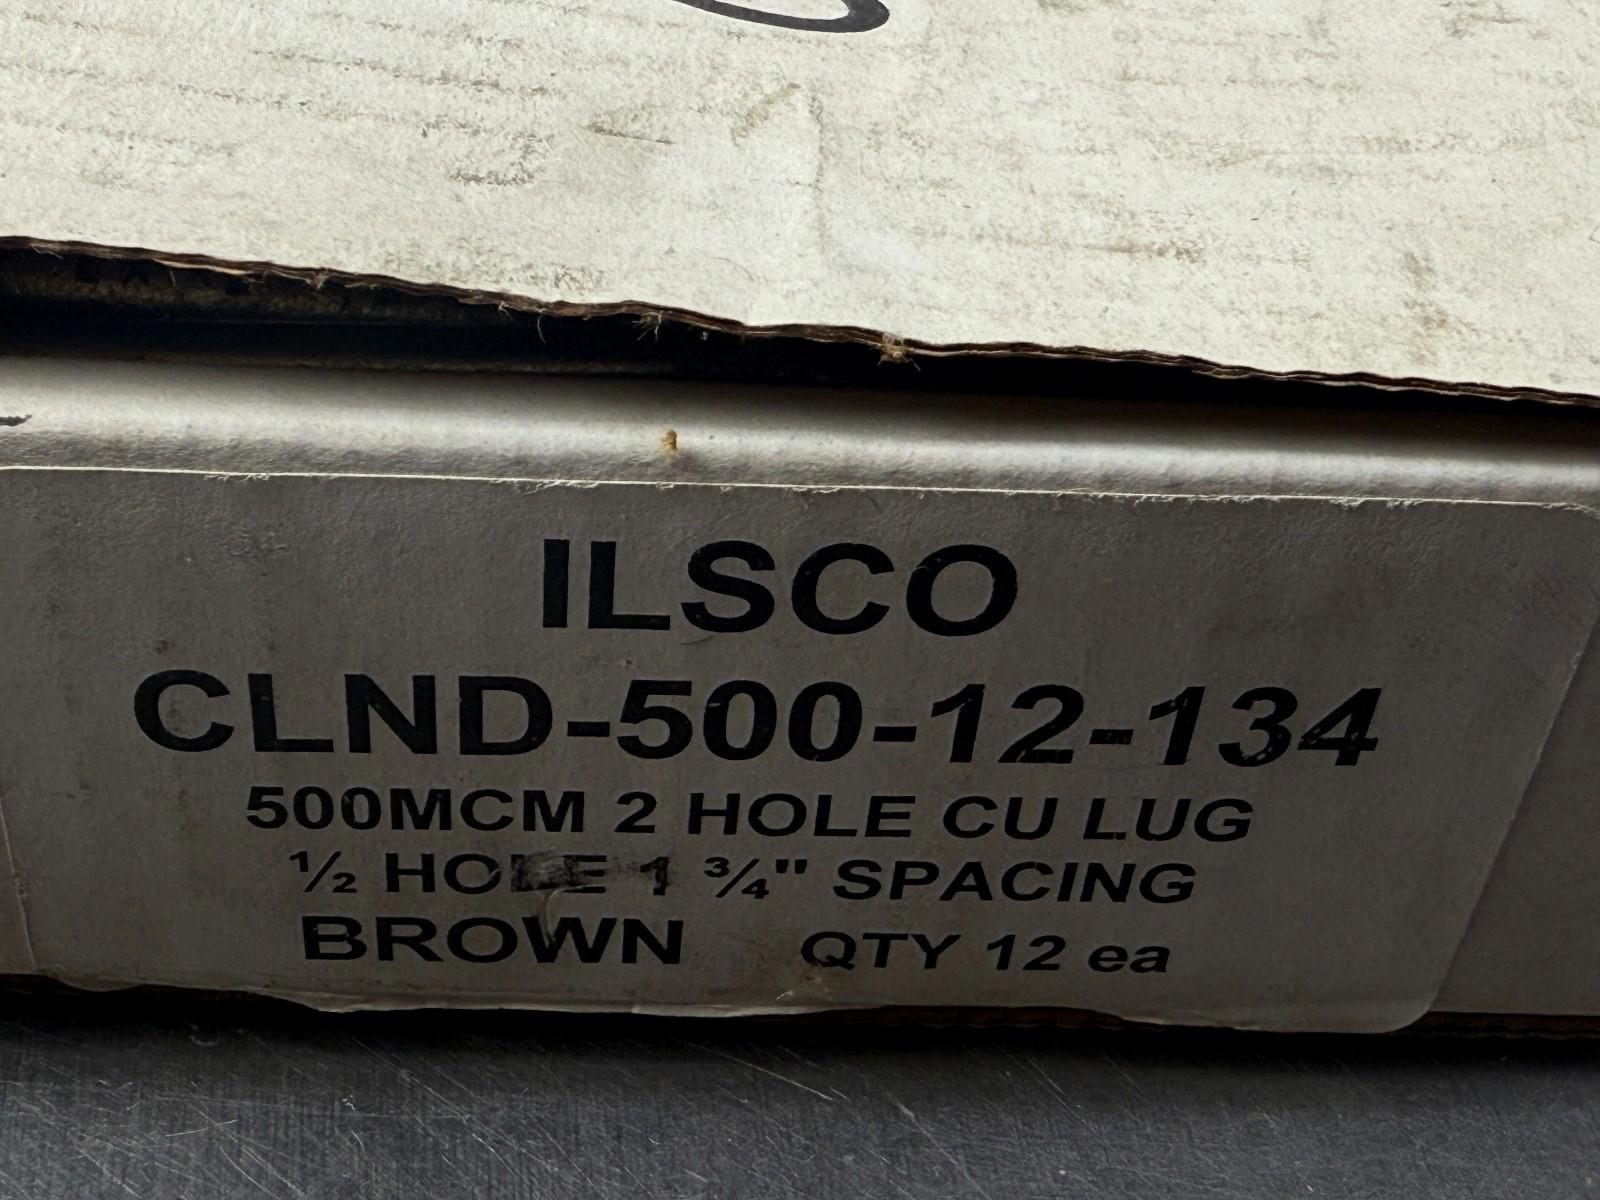 ILSCO
CLND-500-12-134
500MCM 2 HOLE CU LUG
½ HOLE 1 ¾" SPACING
BROWN QTY 12 ea